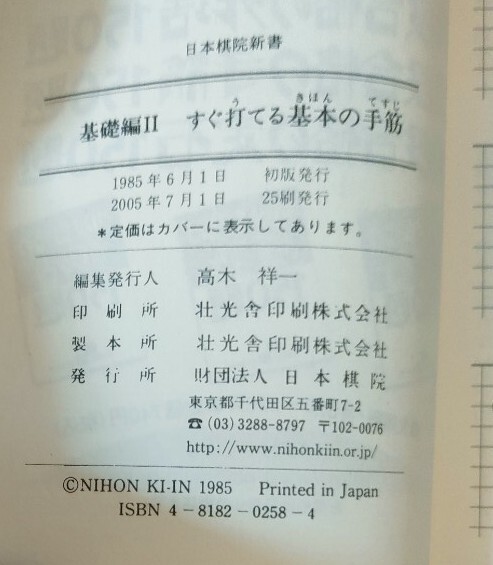 日本棋院新書
基礎編II すぐ打てる基本の手筋
1985年6月1日 初版発行
2005年7月1日 25刷発行
*定価はカバーに表示してあります。
編集発行人 高木 祥一
印刷所 壮光舎印刷株式会社
製本所 壮光舎印刷株式会社
発行所 財団法人 日本棋院
東京都千代田区五番町7-2
☎(03)3288-8797 〒102-0076
http://www.nihonkiin.or.jp/
©NIHON KI-IN 1985 Printed in Japan
ISBN 4-8182-0258-4